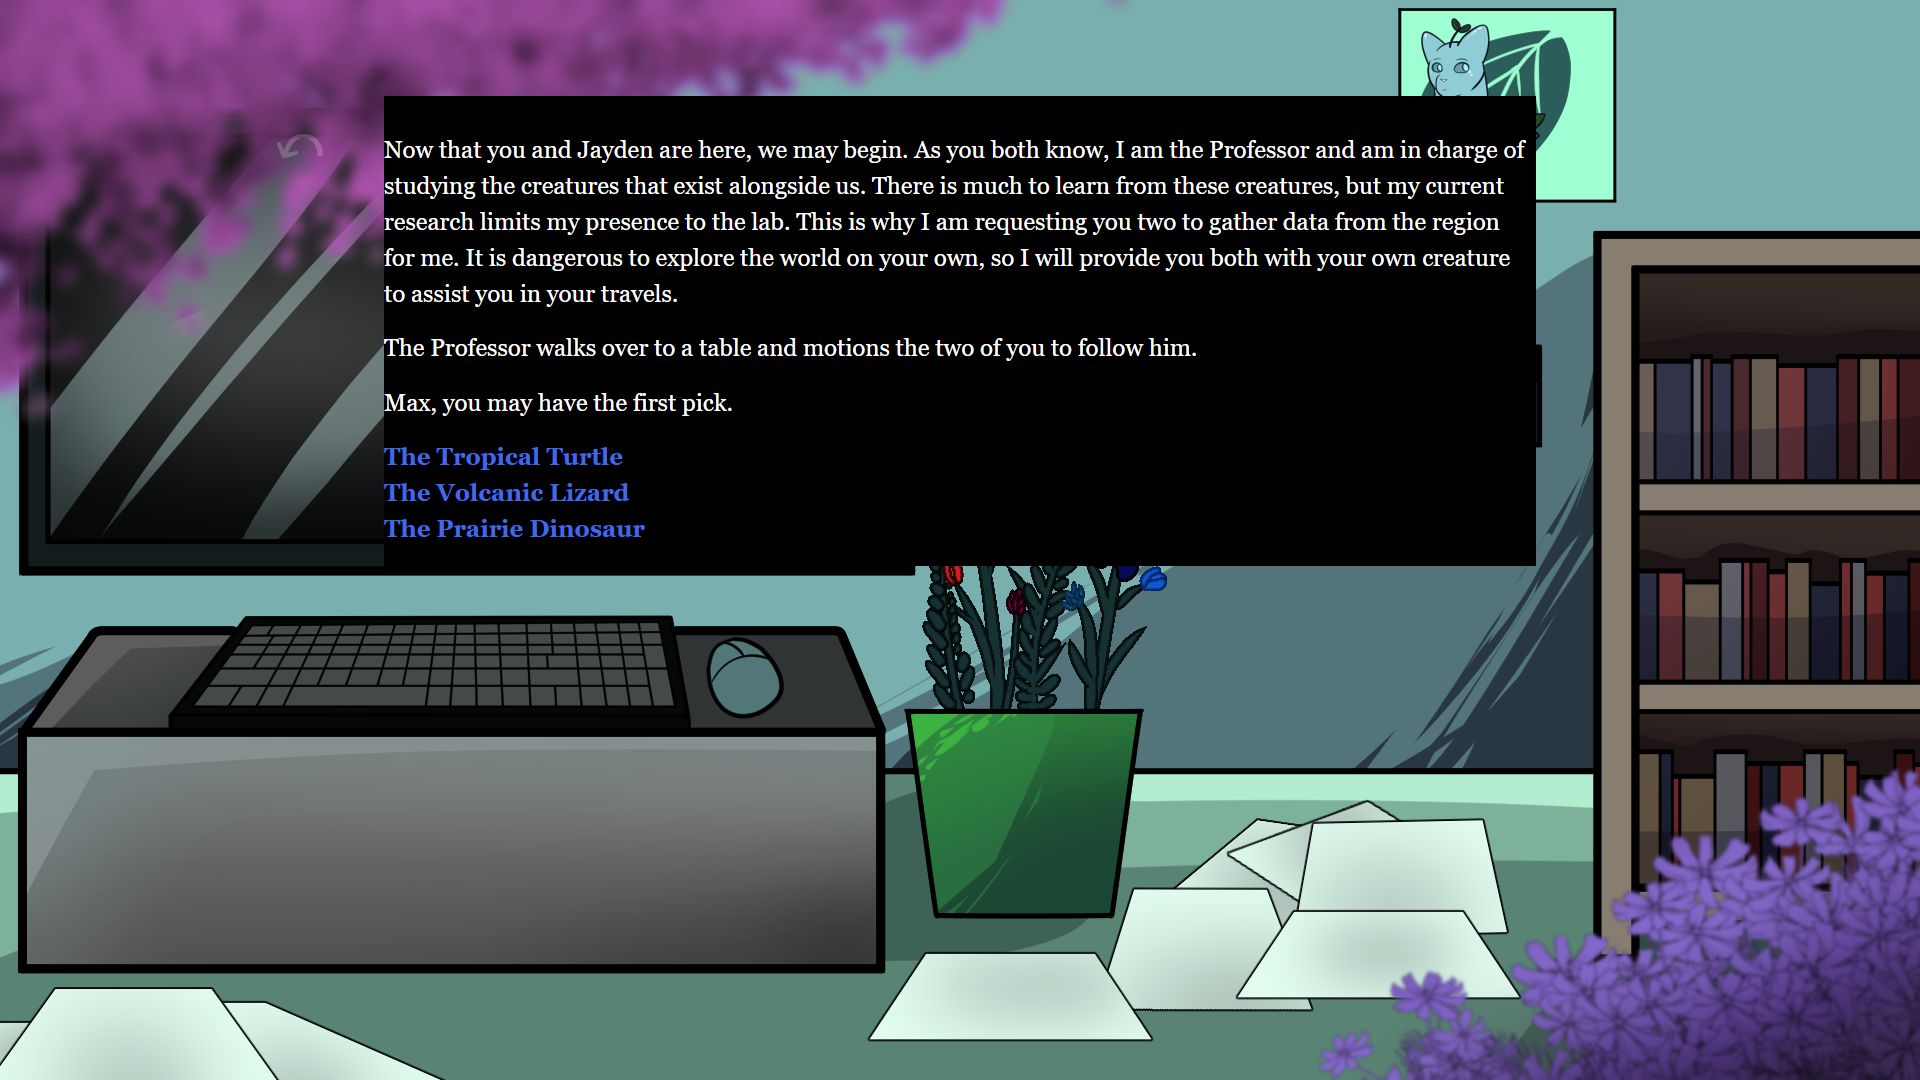 Now that you and Jayden are here, we may begin. As you both know, I am the Professor and am in charge of
studying the creatures that exist alongside us. There is much to learn from these creatures, but my current
research limits my presence to the lab. This is why I am requesting you two to gather data from the region
for me. It is dangerous to explore the world on your own, so I will provide you both with your own creature
to assist you in your travels.
The Professor walks over to a table and motions the two of you to follow him.
Max, you may have the first pick.
The Tropical Turtle
The Volcanic Lizard
The Prairie Dinosaur